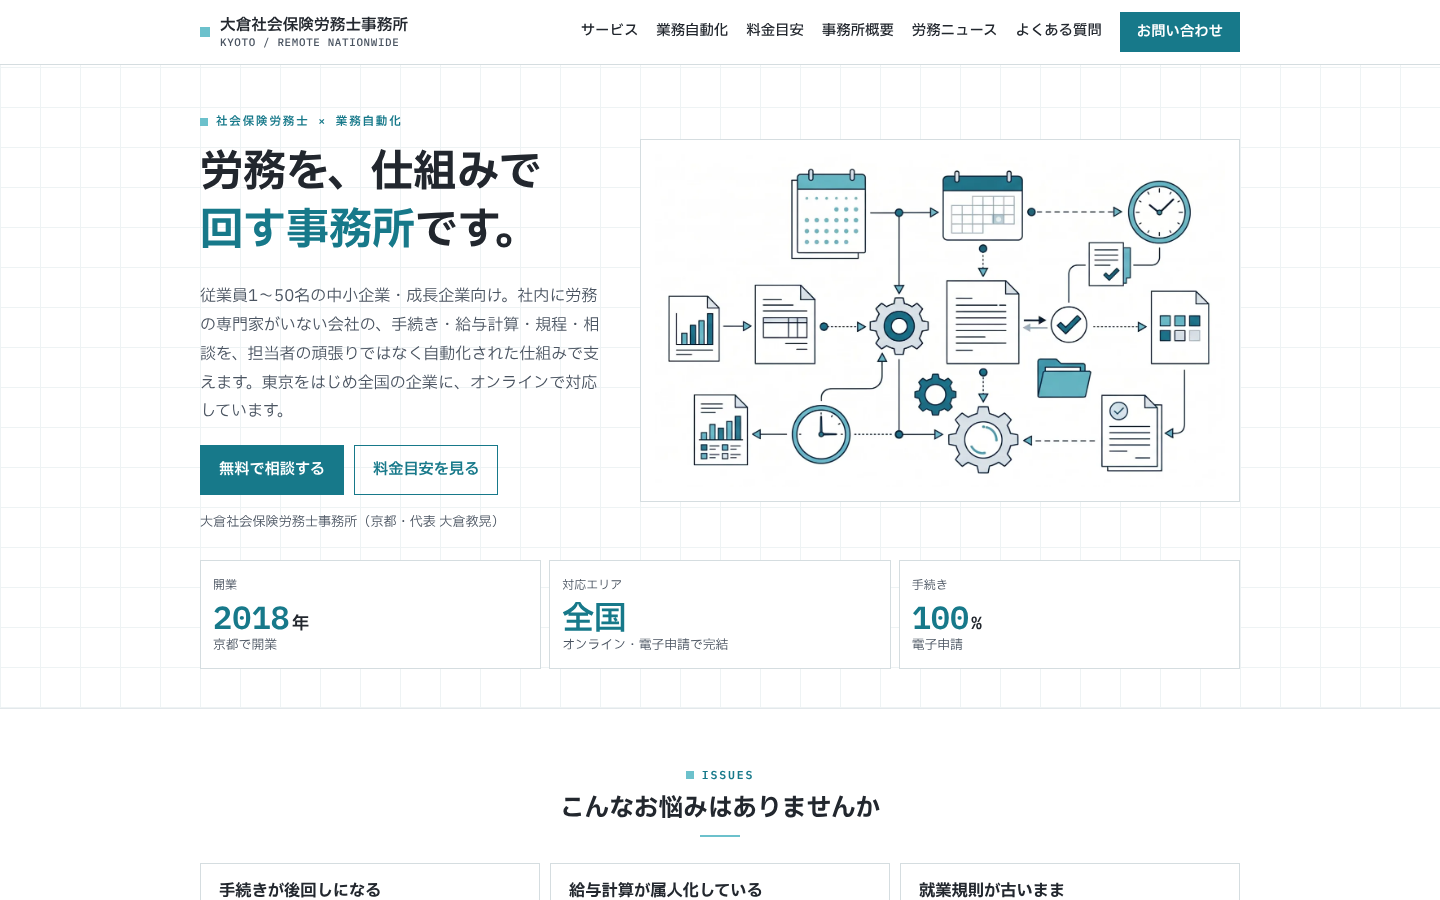 大倉社会保険労務士事務所
KYOTO / REMOTE NATIONWIDE
サービス
業務自動化
料金目安
事務所概要
労務ニュース
よくある質問
お問い合わせ
社会保険労務士 × 業務自動化
労務を、仕組みで
回す事務所です。
従業員1〜50名の中小企業・成長企業向け。社内に労務
の専門家がいない会社の、手続き・給与計算・規程・相
談を、担当者の頑張りではなく自動化された仕組みで支
えます。東京をはじめ全国の企業に、オンラインで対応
しています。
無料で相談する
料金目安を見る
大倉社会保険労務士事務所（京都・代表 大倉教晃）
開業
2018年
京都で開業
対応エリア
全国
オンライン・電子申請で完結
手続き
100%
電子申請
ISSUES
こんなお悩みはありませんか
手続きが後回しになる
給与計算が属人化している
就業規則が古いまま